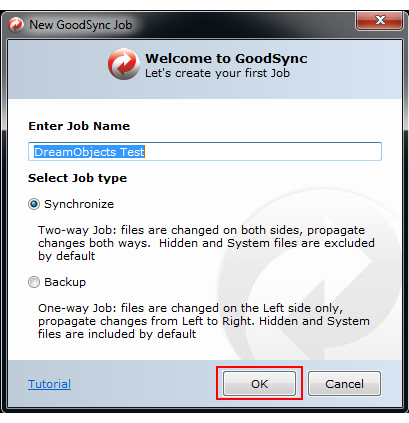 New GoodSync Job
Welcome to GoodSync
Let's create your first Job
Enter Job Name
DreamObjects Test
Select Job type
Synchronize
Two-way Job: files are changed on both sides, propagate
changes both ways.  Hidden and System files are excluded
by default
Backup
One-way Job: files are changed on the Left side only,
propagate changes from Left to Right. Hidden and System
files are included by default
Tutorial
OK
Cancel